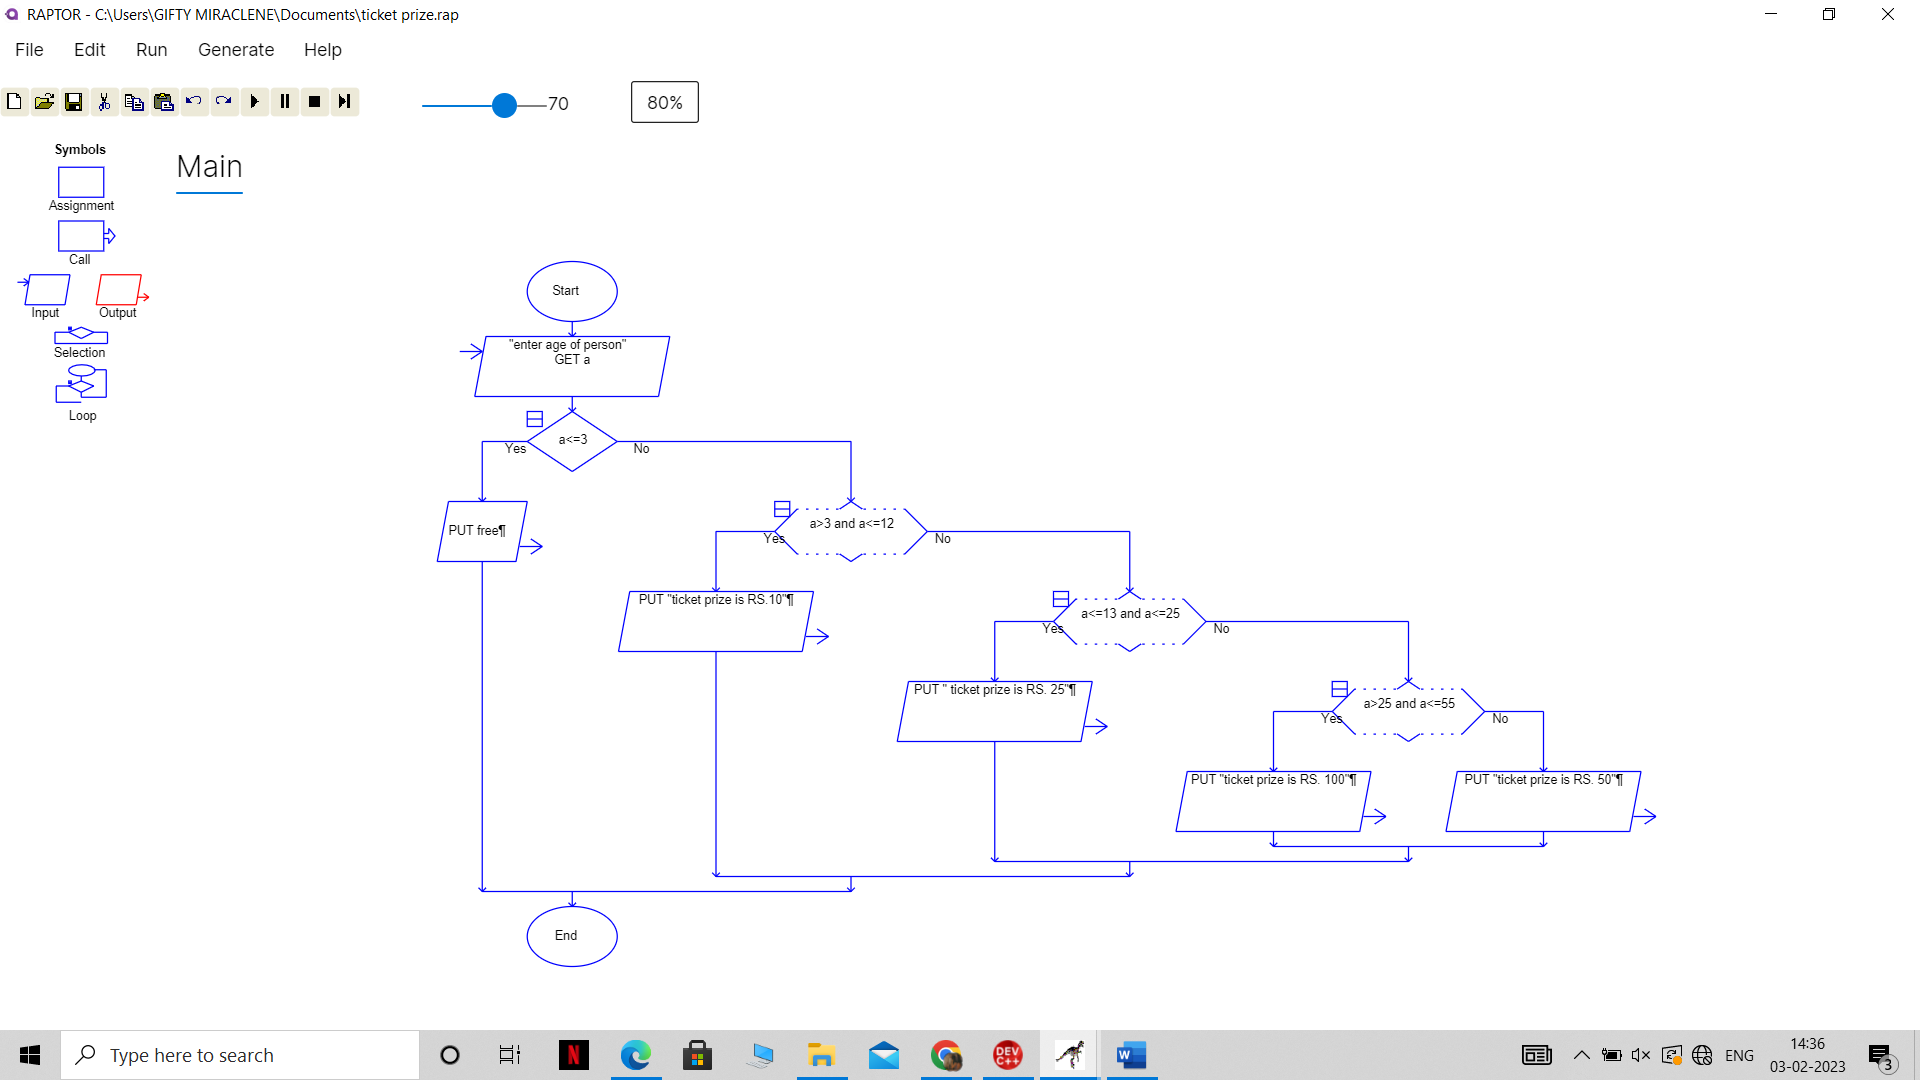 RAPTOR - C:\Users\GIFTY MIRACLENE\Documents\ticket prize.rap
File Edit Run Generate Help
70
80%
Symbols
Assignment
Call
Input Output
Selection
Loop
Main
Start
"enter age of person"
GET a
a<=3
Yes No
PUT free¶
a>3 and a<=12
Yes No
PUT "ticket prize is RS.10"¶
a<=13 and a<=25
Yes No
PUT " ticket prize is RS. 25"¶
a>25 and a<=55
Yes No
PUT "ticket prize is RS. 100"¶
PUT "ticket prize is RS. 50"¶
End
Type here to search
N
DEV
C++
W
ENG
14:36
03-02-2023
3